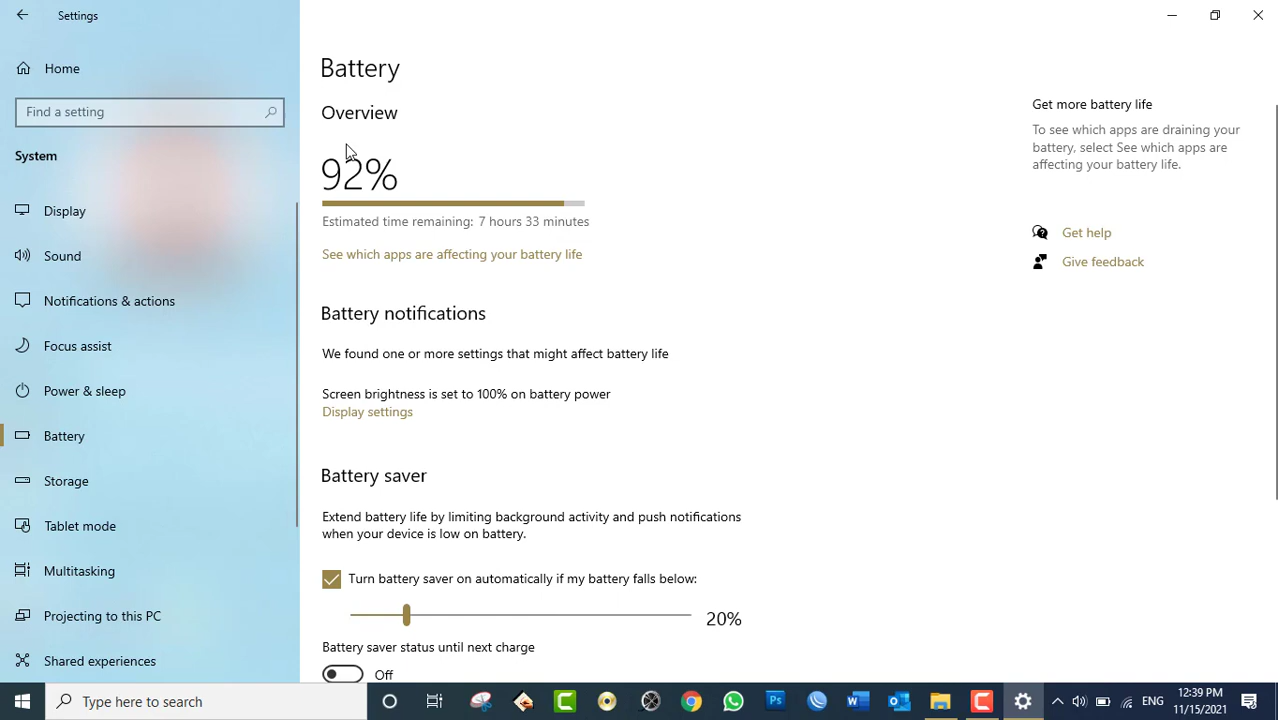 Settings
Home
Find a setting
System
Display
Sound
Notifications & actions
Focus assist
Power & sleep
Battery
Storage
Tablet mode
Multitasking
Projecting to this PC
Shared experiences
Battery
Overview
92%
Estimated time remaining: 7 hours 33 minutes
See which apps are affecting your battery life
Battery notifications
We found one or more settings that might affect battery life
Screen brightness is set to 100% on battery power
Display settings
Battery saver
Extend battery life by limiting background activity and push notifications
when your device is low on battery.
Turn battery saver on automatically if my battery falls below:
20%
Battery saver status until next charge
Off
Get more battery life
To see which apps are draining your
battery, select See which apps are
affecting your battery life.
Get help
Give feedback
Type here to search
Ps
ENG
12:39 PM
11/15/2021